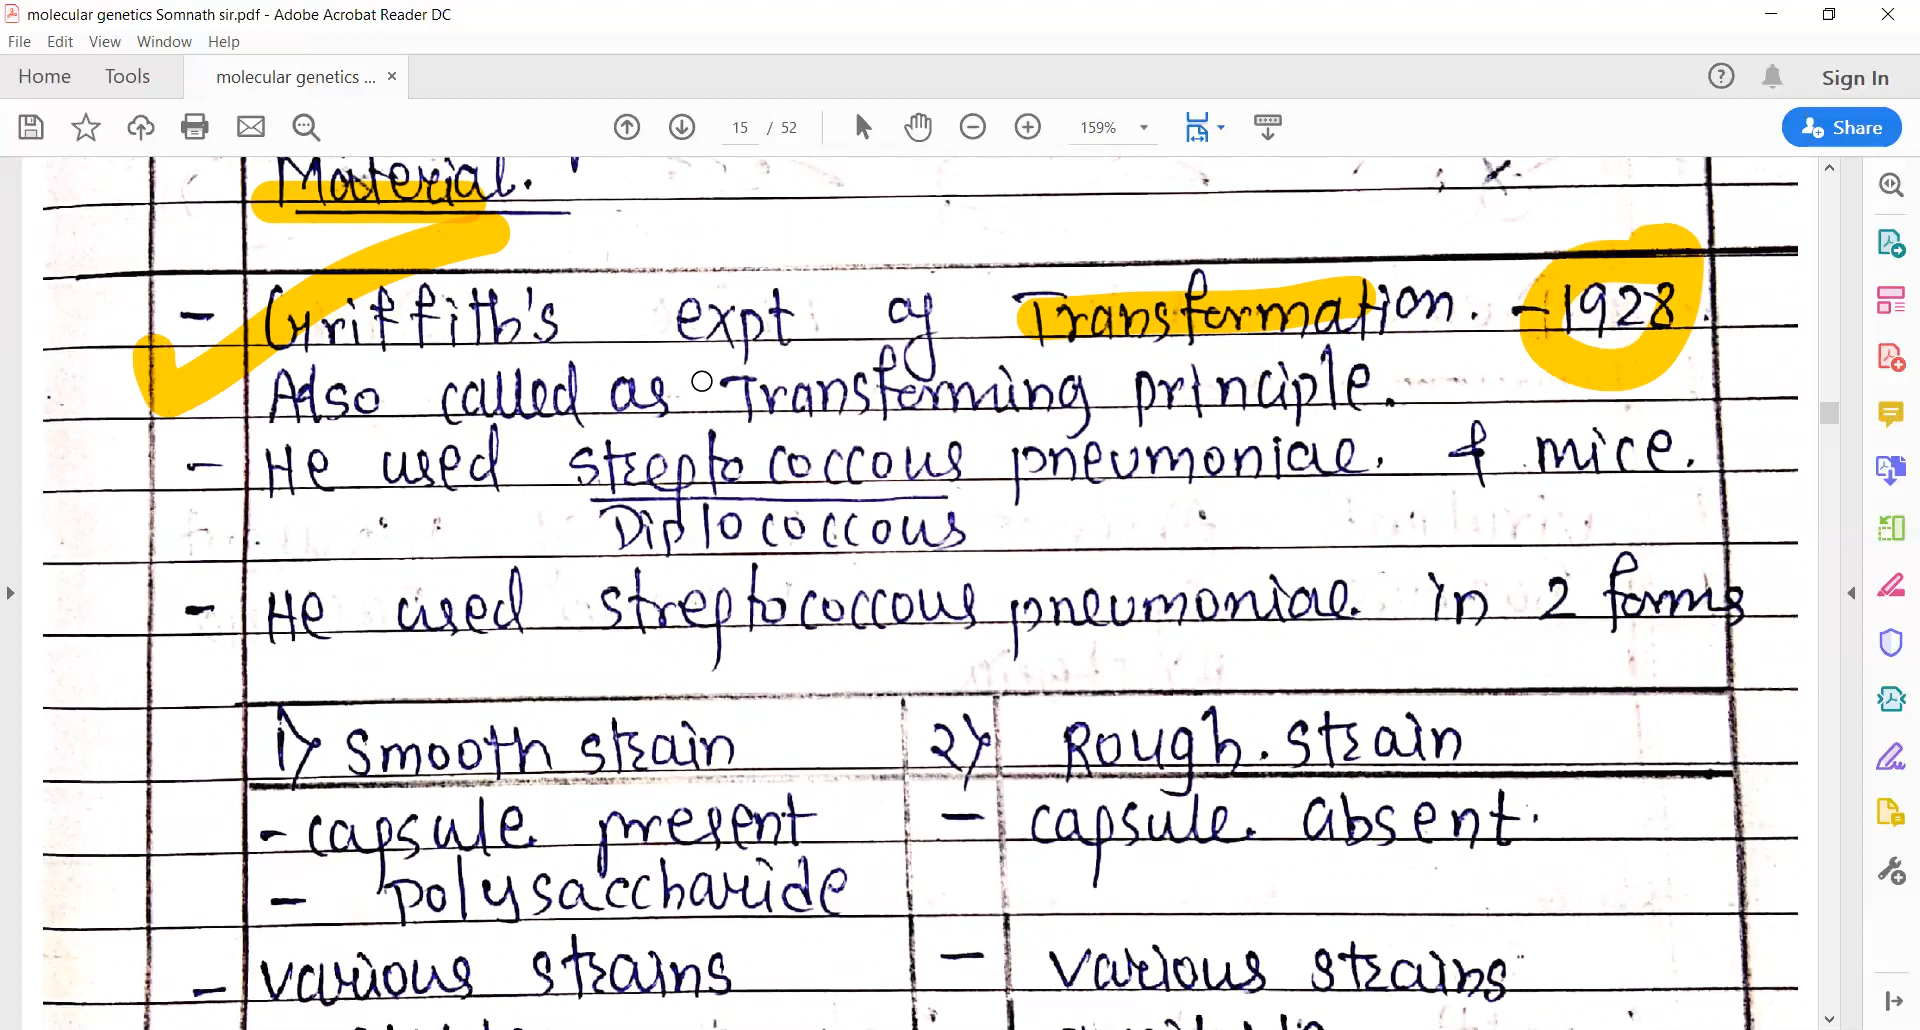 molecular genetics Somnath sir.pdf - Adobe Acrobat Reader DC
File Edit View Window Help
Home Tools molecular genetics ... × Sign In
15 / 52 159% Share
Material.
- Griffith's expt of Transformation. - 1928.
Also called as Transforming principle.
- He used streptococcous pneumoniae. & mice.
Diplococcous
- He used streptococcous pneumoniae in 2 forms
1) Smooth strain 2) Rough strain
- capsule present - capsule absent.
- polysaccharide
- various strains - various strains